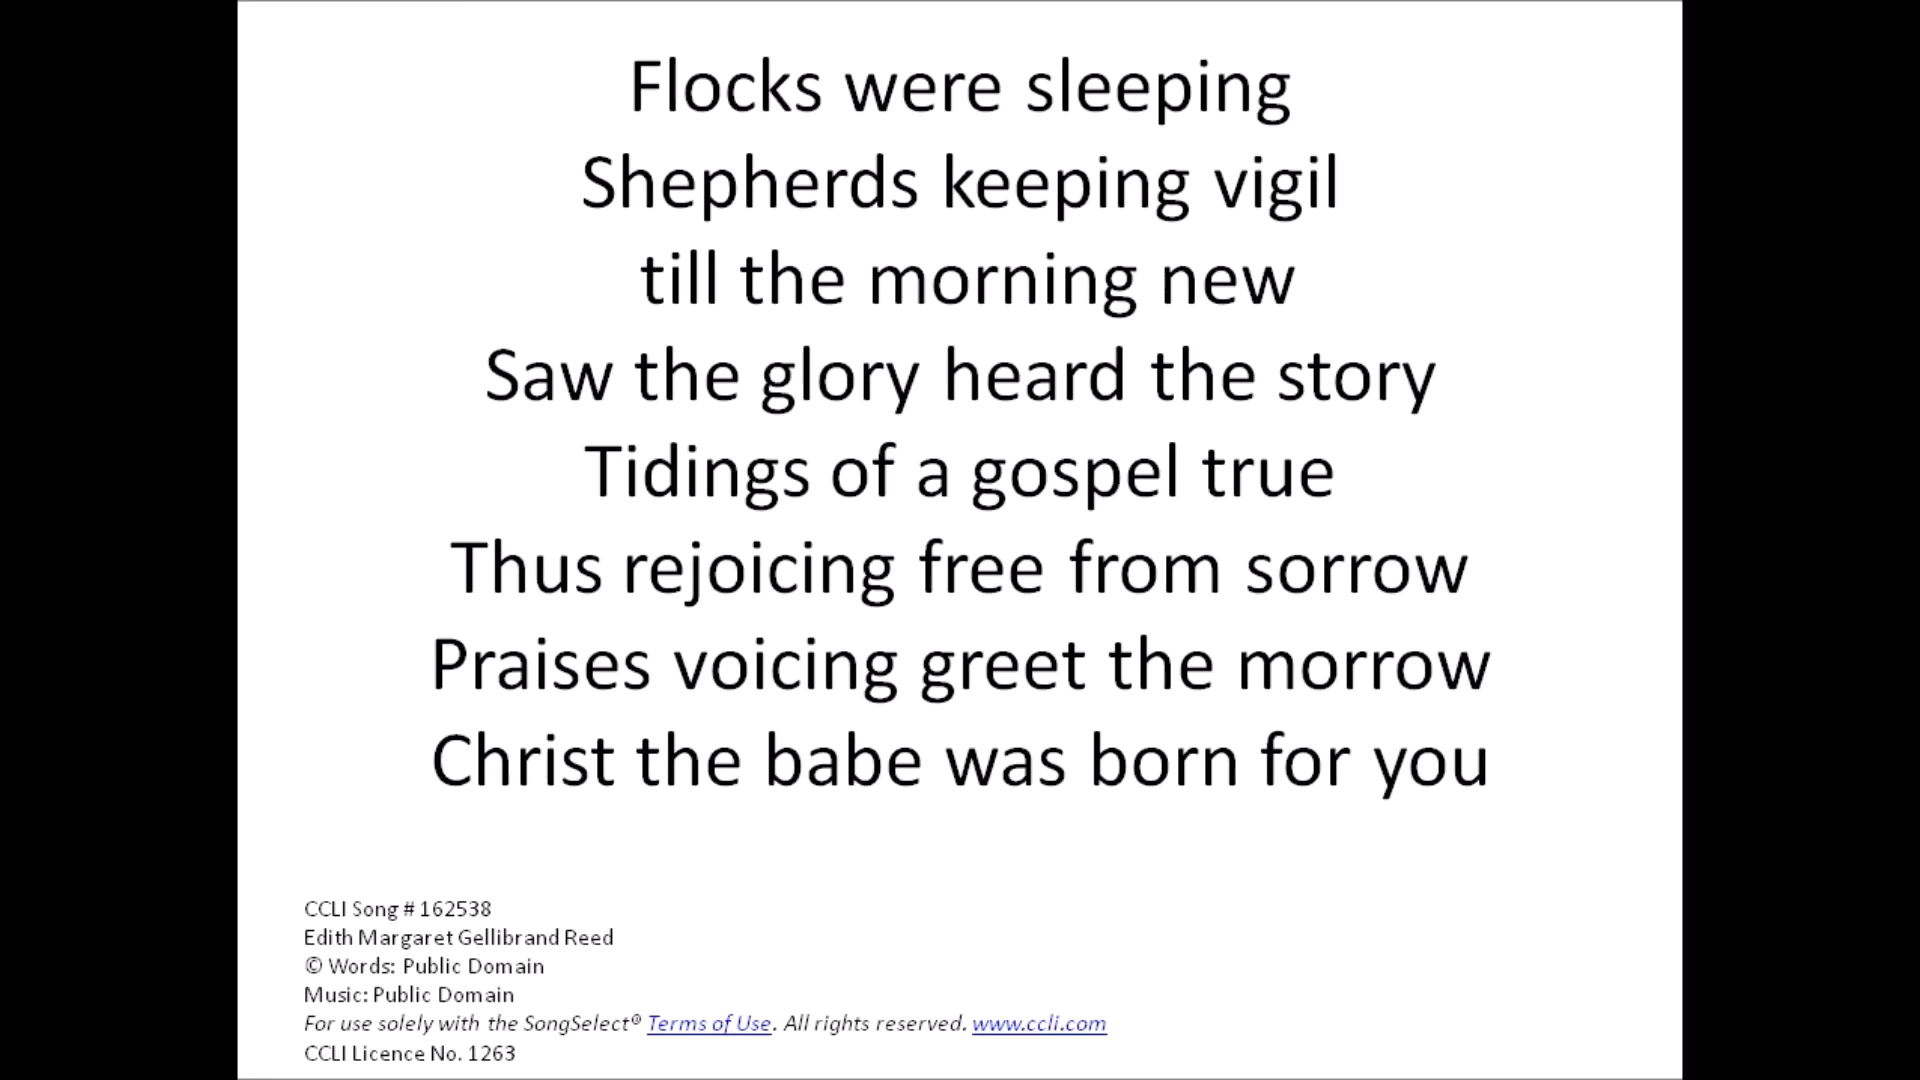 Flocks were sleeping
Shepherds keeping vigil
till the morning new
Saw the glory heard the story
Tidings of a gospel true
Thus rejoicing free from sorrow
Praises voicing greet the morrow
Christ the babe was born for you
CCLI Song # 162538
Edith Margaret Gellibrand Reed
© Words: Public Domain
Music: Public Domain
For use solely with the SongSelect® Terms of Use. All rights reserved. www.ccli.com
CCLI Licence No. 1263